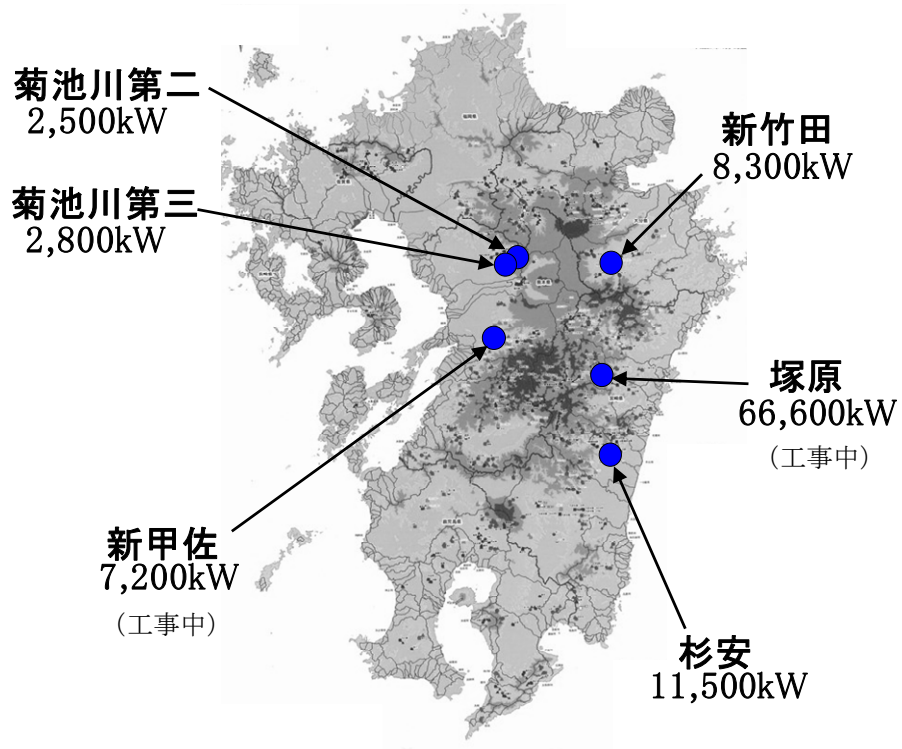 菊池川第二
2,500kW
新竹田
8,300kW
菊池川第三
2,800kW
塚原
66,600kW
(工事中)
新甲佐
7,200kW
(工事中)
杉安
11,500kW